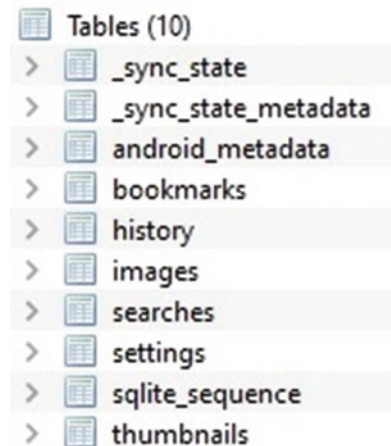 Tables (10)
_sync_state
_sync_state_metadata
android_metadata
bookmarks
history
images
searches
settings
sqlite_sequence
thumbnails